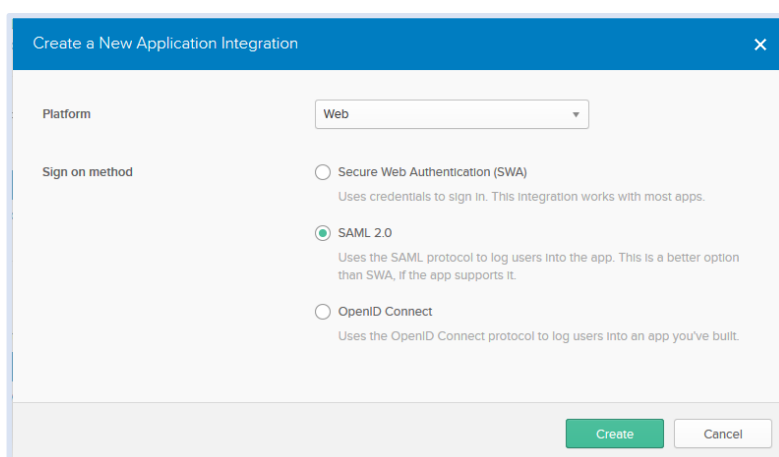 Create a New Application Integration
Platform
Web
Sign on method
Secure Web Authentication (SWA)
Uses credentials to sign in. This integration works with most apps.
SAML 2.0
Uses the SAML protocol to log users into the app. This is a better option
than SWA, if the app supports it.
OpenID Connect
Uses the OpenID Connect protocol to log users into an app you've built.
Create
Cancel